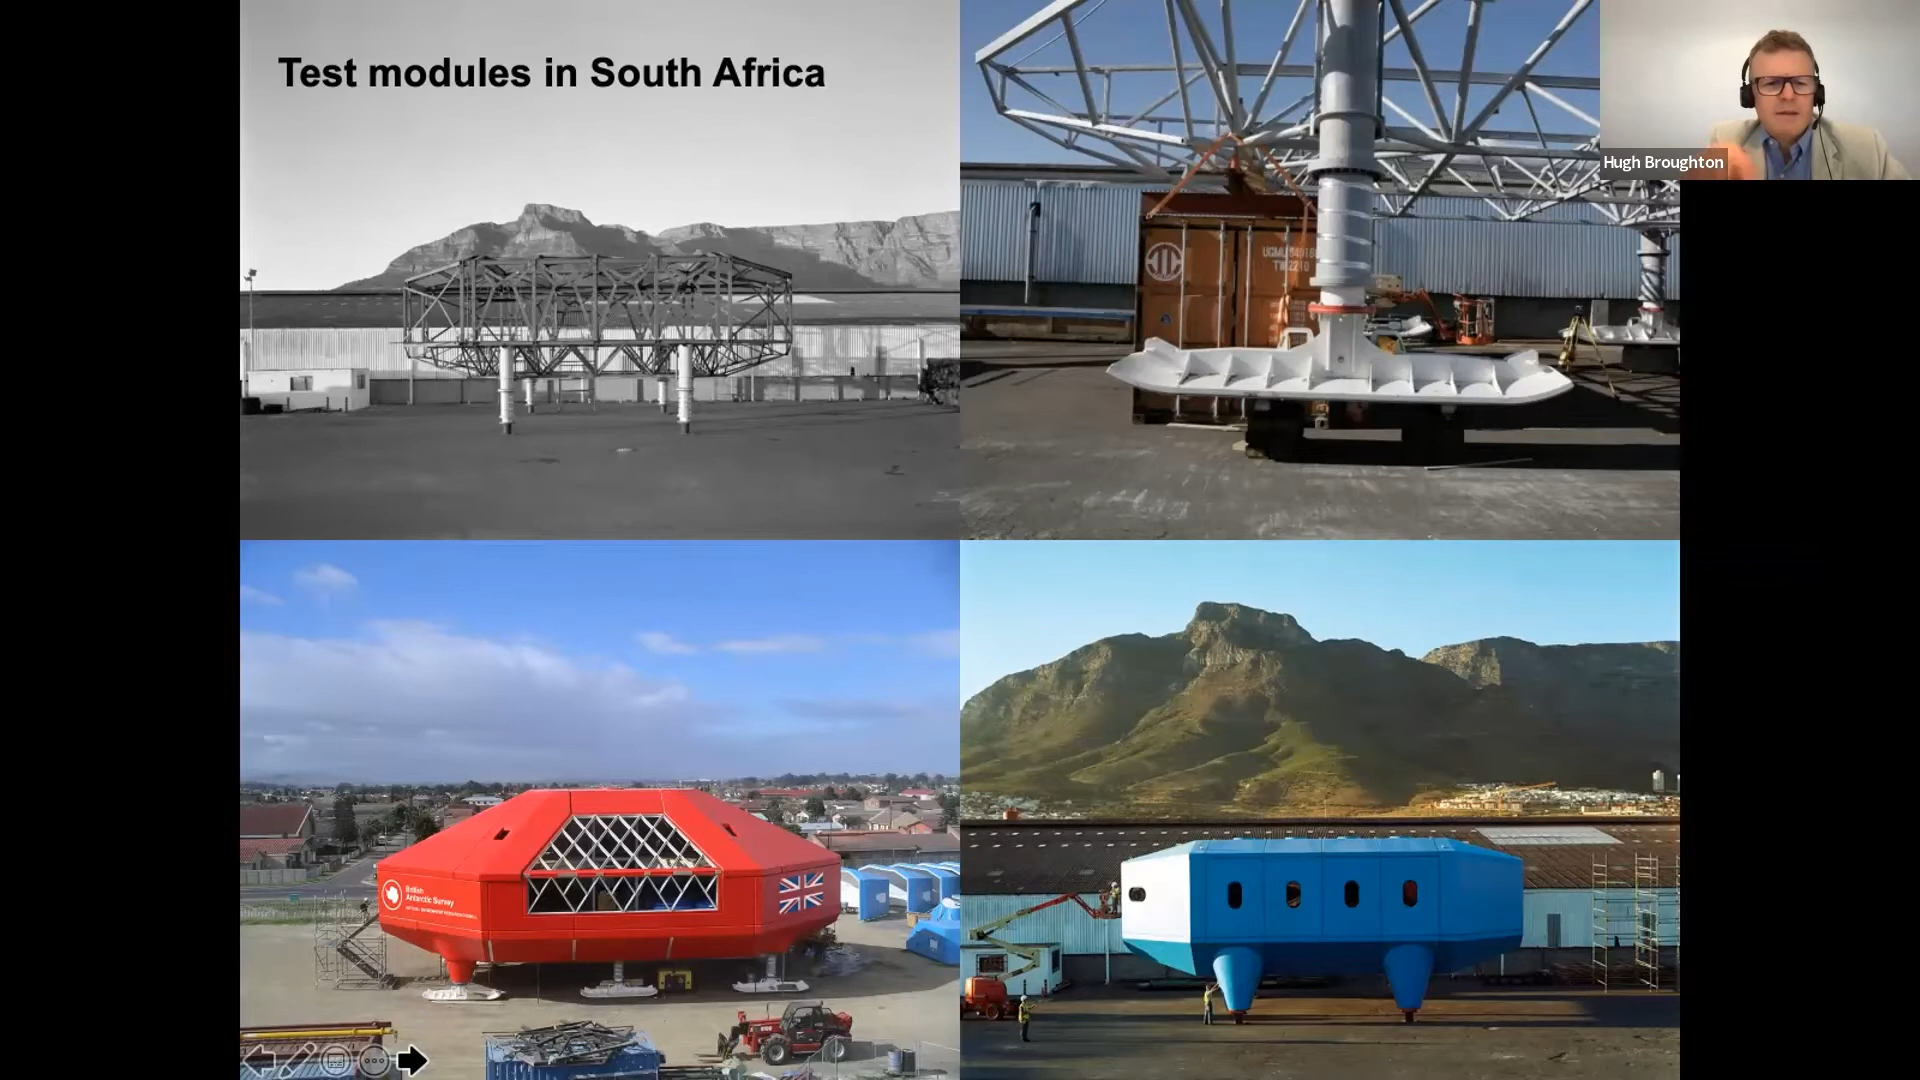 Test modules in South Africa
Hugh Broughton
British
Antarctic Survey